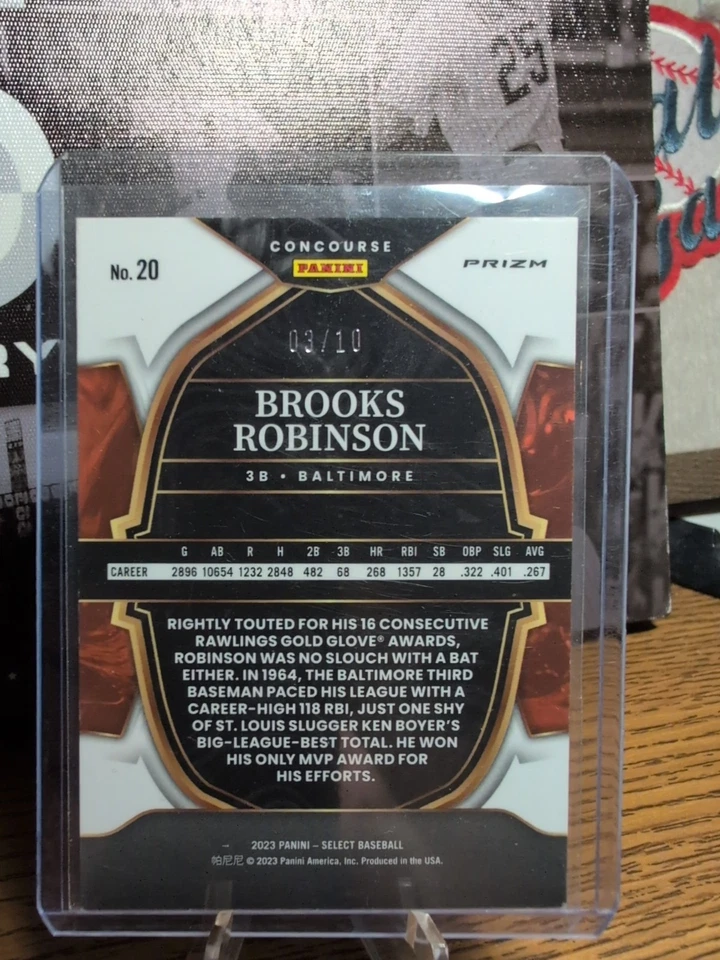 25
RY
CONCOURSE
No. 20
PANINI
PRIZM
03/10
BROOKS
ROBINSON
3B • BALTIMORE
G AB R H 2B 3B HR RBI SB OBP SLG AVG
CAREER 2896 10654 1232 2848 482 68 268 1357 28 .322 .401 .267
RIGHTLY TOUTED FOR HIS 16 CONSECUTIVE
RAWLINGS GOLD GLOVE® AWARDS,
ROBINSON WAS NO SLOUCH WITH A BAT
EITHER. IN 1964, THE BALTIMORE THIRD
BASEMAN PACED HIS LEAGUE WITH A
CAREER-HIGH 118 RBI, JUST ONE SHY
OF ST. LOUIS SLUGGER KEN BOYER'S
BIG-LEAGUE-BEST TOTAL. HE WON
HIS ONLY MVP AWARD FOR
HIS EFFORTS.
2023 PANINI – SELECT BASEBALL
帕尼尼 © 2023 Panini America, Inc. Produced in the USA.